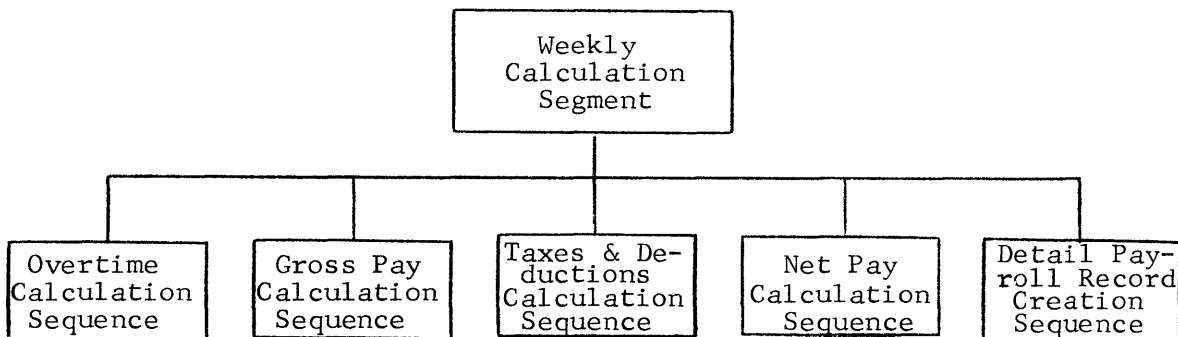 Weekly
Calculation
Segment
Overtime
Calculation
Sequence
Gross Pay
Calculation
Sequence
Taxes & De-
ductions
Calculation
Sequence
Net Pay
Calculation
Sequence
Detail Pay-
roll Record
Creation
Sequence